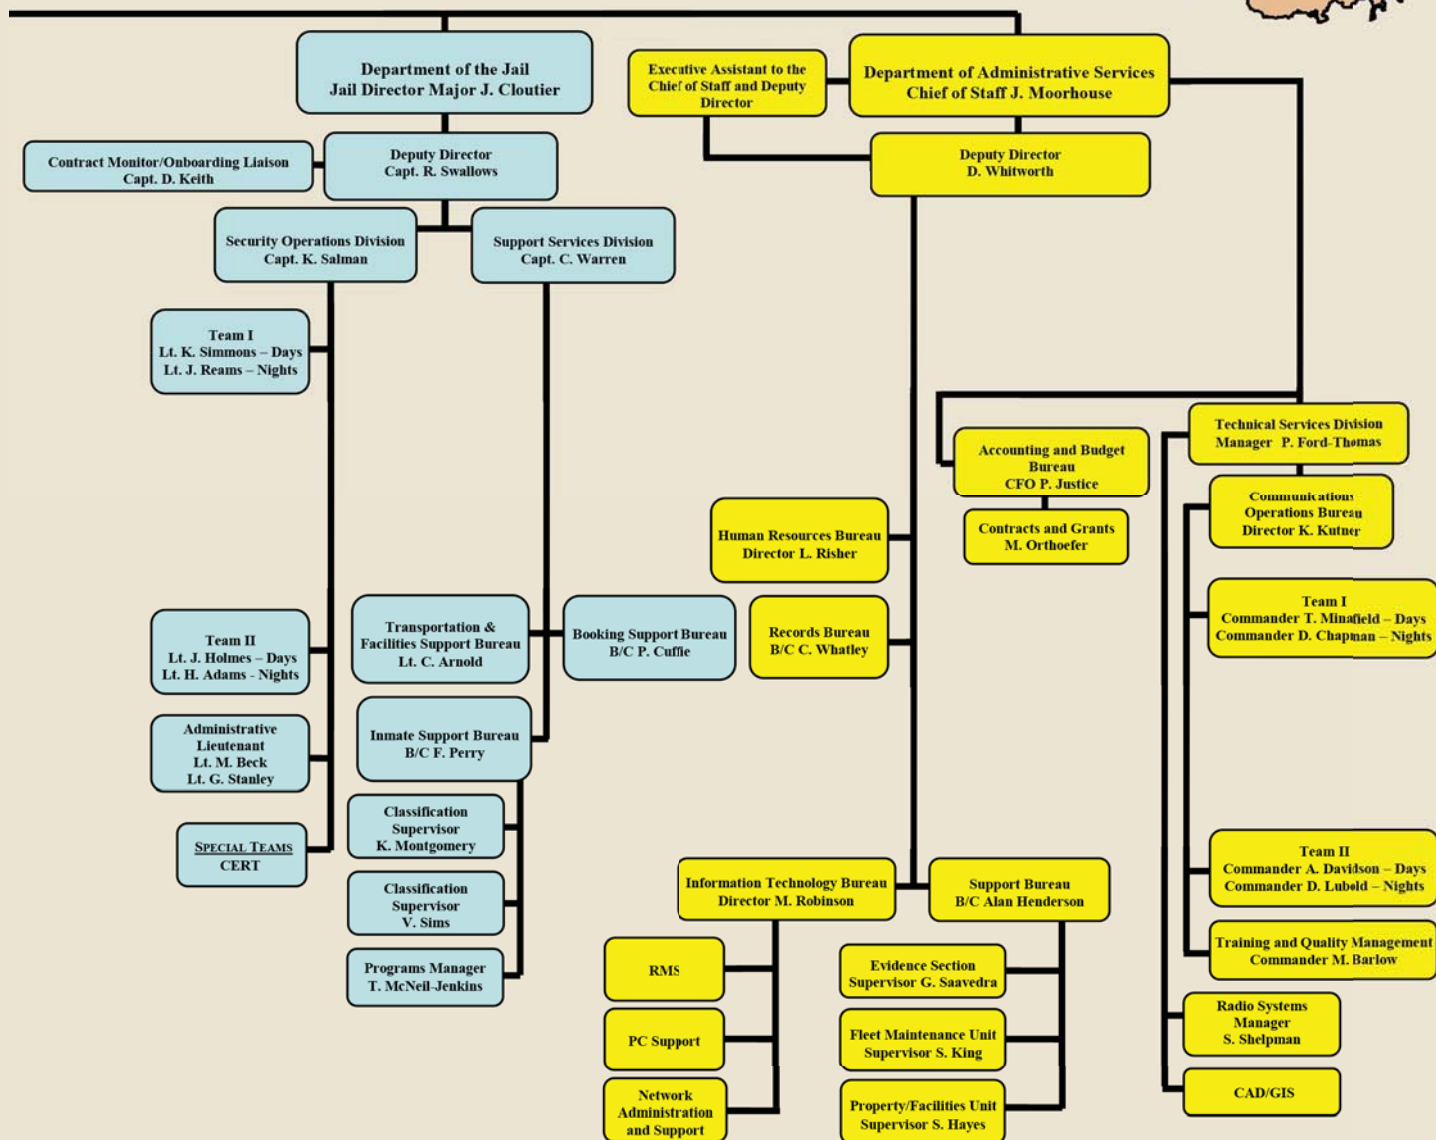 Department of the Jail
Jail Director Major J. Cloutier
Contract Monitor/Onboarding Liaison
Capt. D. Keith
Deputy Director
Capt. R. Swallows
Security Operations Division
Capt. K. Salman
Support Services Division
Capt. C. Warren
Team I
Lt. K. Simmons – Days
Lt. J. Reams – Nights
Team II
Lt. J. Holmes – Days
Lt. H. Adams - Nights
Administrative
Lieutenant
Lt. M. Beck
Lt. G. Stanley
SPECIAL TEAMS
CERT
Transportation &
Facilities Support Bureau
Lt. C. Arnold
Booking Support Bureau
B/C P. Cuffie
Inmate Support Bureau
B/C F. Perry
Classification
Supervisor
K. Montgomery
Classification
Supervisor
V. Sims
Programs Manager
T. McNeil-Jenkins
Executive Assistant to the
Chief of Staff and Deputy
Director
Department of Administrative Services
Chief of Staff J. Moorhouse
Deputy Director
D. Whitworth
Human Resources Bureau
Director L. Risher
Records Bureau
B/C C. Whatley
Information Technology Bureau
Director M. Robinson
RMS
PC Support
Network
Administration
and Support
Support Bureau
B/C Alan Henderson
Evidence Section
Supervisor G. Saavedra
Fleet Maintenance Unit
Supervisor S. King
Property/Facilities Unit
Supervisor S. Hayes
Accounting and Budget
Bureau
CFO P. Justice
Contracts and Grants
M. Orthoefer
Technical Services Division
Manager P. Ford-Thomas
Communications
Operations Bureau
Director K. Kutner
Team I
Commander T. Minafield – Days
Commander D. Chapman – Nights
Team II
Commander A. Davidson – Days
Commander D. Lubold – Nights
Training and Quality Management
Commander M. Barlow
Radio Systems
Manager
S. Shelpman
CAD/GIS